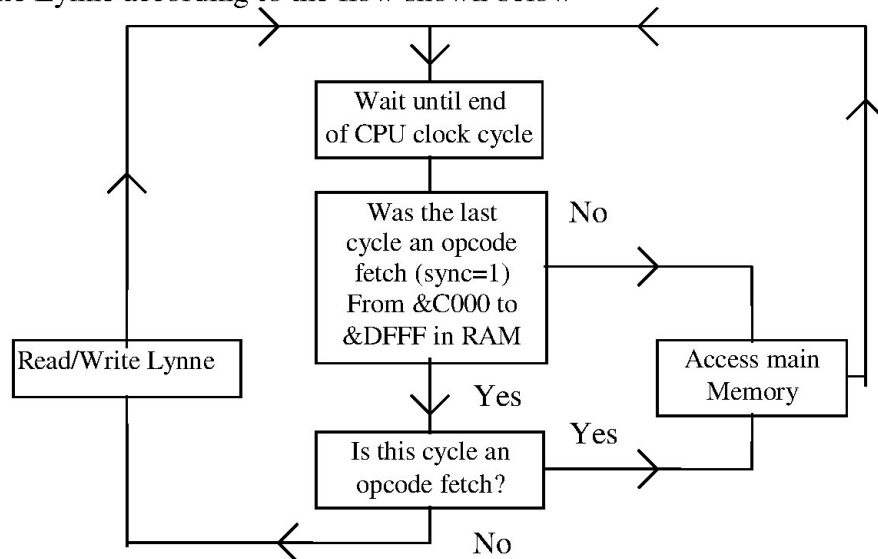 Lynne according to the flow shown below
Wait until end
of CPU clock cycle
Was the last
cycle an opcode
fetch (sync=1)
From &C000 to
&DFFF in RAM
No
Read/Write Lynne
Access main
Memory
Yes
Is this cycle an
opcode fetch?
Yes
No